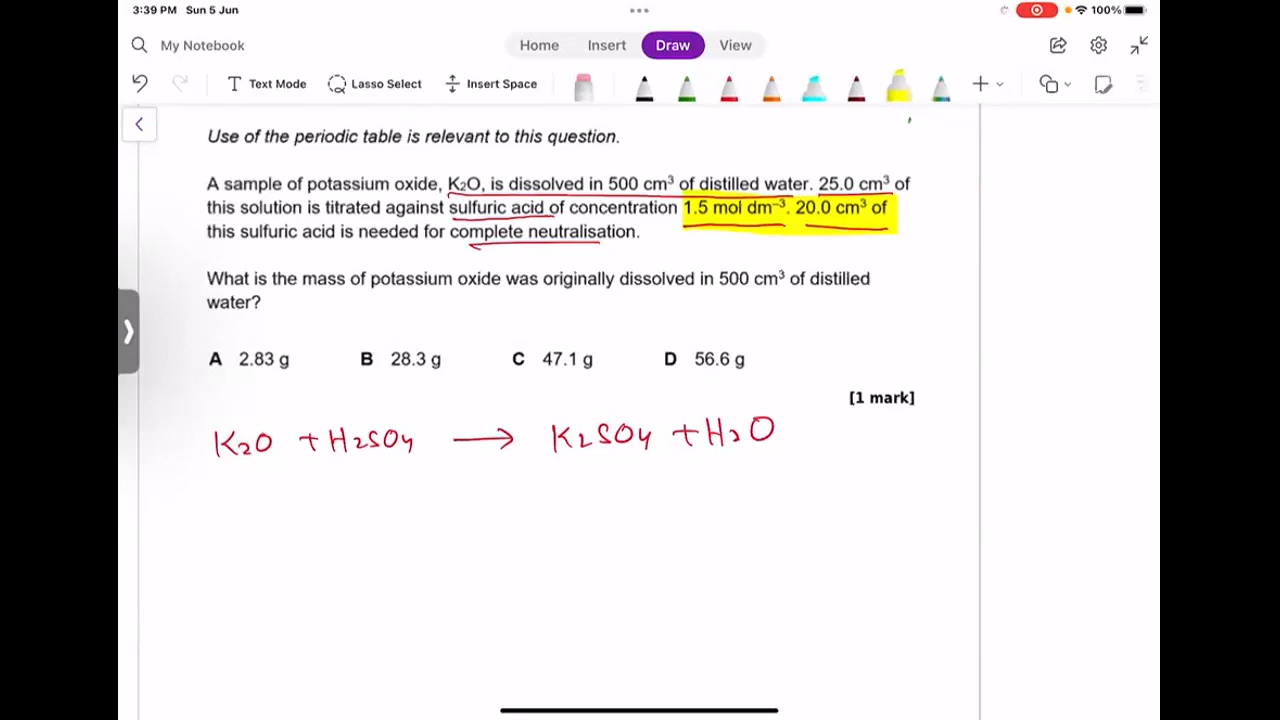 3:39 PM Sun 5 Jun
100%
My Notebook
Home Insert Draw View
Text Mode Lasso Select Insert Space
Use of the periodic table is relevant to this question.
A sample of potassium oxide, K₂O, is dissolved in 500 cm³ of distilled water. 25.0 cm³ of
this solution is titrated against sulfuric acid of concentration 1.5 mol dm⁻³. 20.0 cm³ of
this sulfuric acid is needed for complete neutralisation.
What is the mass of potassium oxide was originally dissolved in 500 cm³ of distilled
water?
A 2.83 g B 28.3 g C 47.1 g D 56.6 g
[1 mark]
K₂O + H₂SO₄ → K₂SO₄ + H₂O